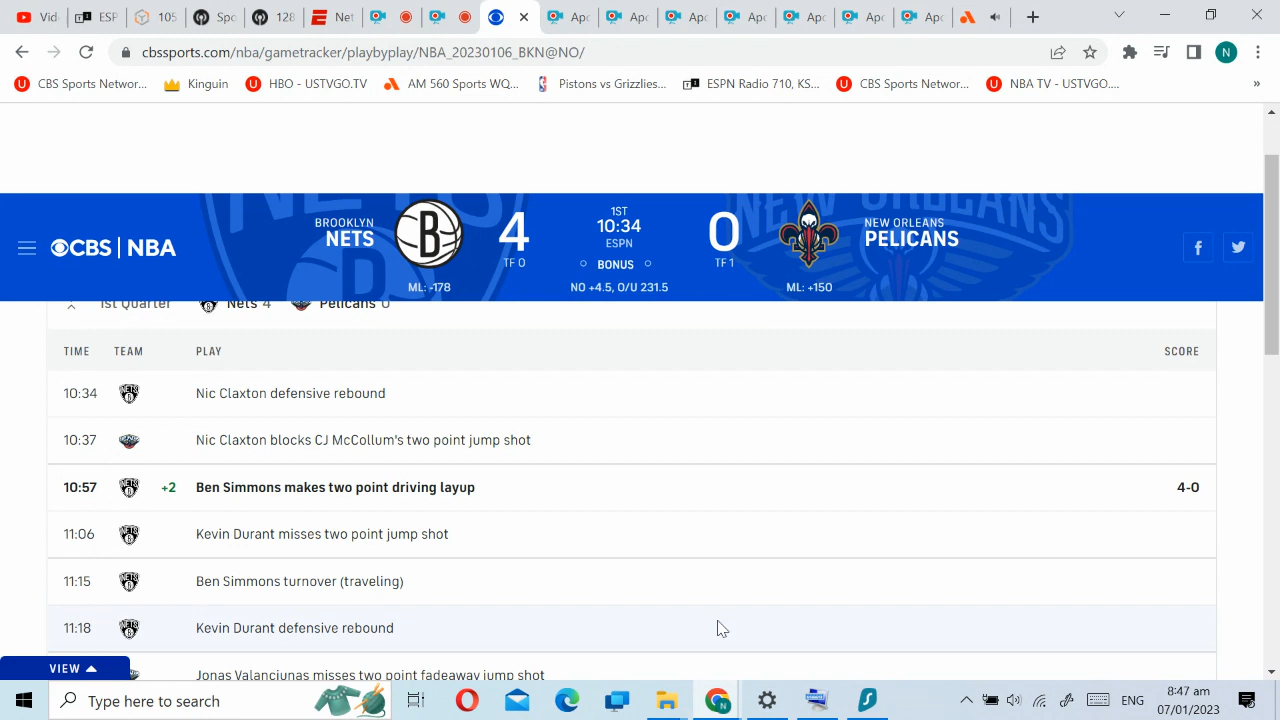 Vid
ESP
105
Spo
128
Net
Apo
Apo
Apo
Apo
Apo
Apo
Apo
cbssports.com/nba/gametracker/playbyplay/NBA_20230106_BKN@NO/
N
CBS Sports Networ...
Kinguin
HBO - USTVGO.TV
AM 560 Sports WQ...
Pistons vs Grizzlies...
ESPN Radio 710, KS...
CBS Sports Networ...
NBA TV - USTVGO....
»
CBS | NBA
BROOKLYN
NETS
B
4
TF 0
ML: -178
1ST
10:34
ESPN
BONUS
NO +4.5, O/U 231.5
0
TF 1
NEW ORLEANS
PELICANS
ML: +150
1st Quarter Nets 4 Pelicans 0
TIME TEAM PLAY SCORE
10:34 Nic Claxton defensive rebound
10:37 Nic Claxton blocks CJ McCollum's two point jump shot
10:57 +2 Ben Simmons makes two point driving layup 4-0
11:06 Kevin Durant misses two point jump shot
11:15 Ben Simmons turnover (traveling)
11:18 Kevin Durant defensive rebound
Jonas Valanciunas misses two point fadeaway jump shot
VIEW
Type here to search
ENG
8:47 am
07/01/2023